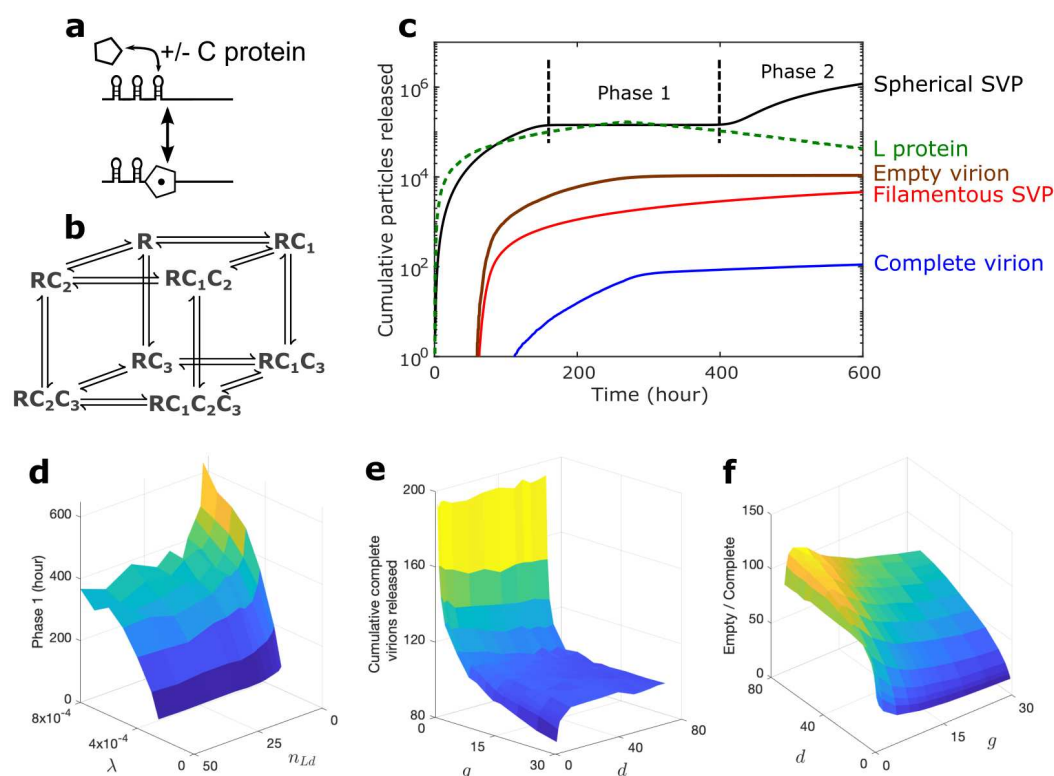 a
+/- C protein
b
R
RC1
RC2
RC1C2
RC3
RC1C3
RC2C3
RC1C2C3
c
Cumulative particles released
10^6
10^4
10^2
10^0
Phase 1
Phase 2
Spherical SVP
L protein
Empty virion
Filamentous SVP
Complete virion
0
200
400
600
Time (hour)
d
Phase 1 (hour)
600
400
200
0
8x10^-4
4x10^-4
0
λ
50
25
0
n_Ld
e
Cumulative complete
virions released
200
160
120
80
0
15
30
g
0
40
80
d
f
Empty / Complete
150
100
50
0
80
40
0
d
0
15
30
g